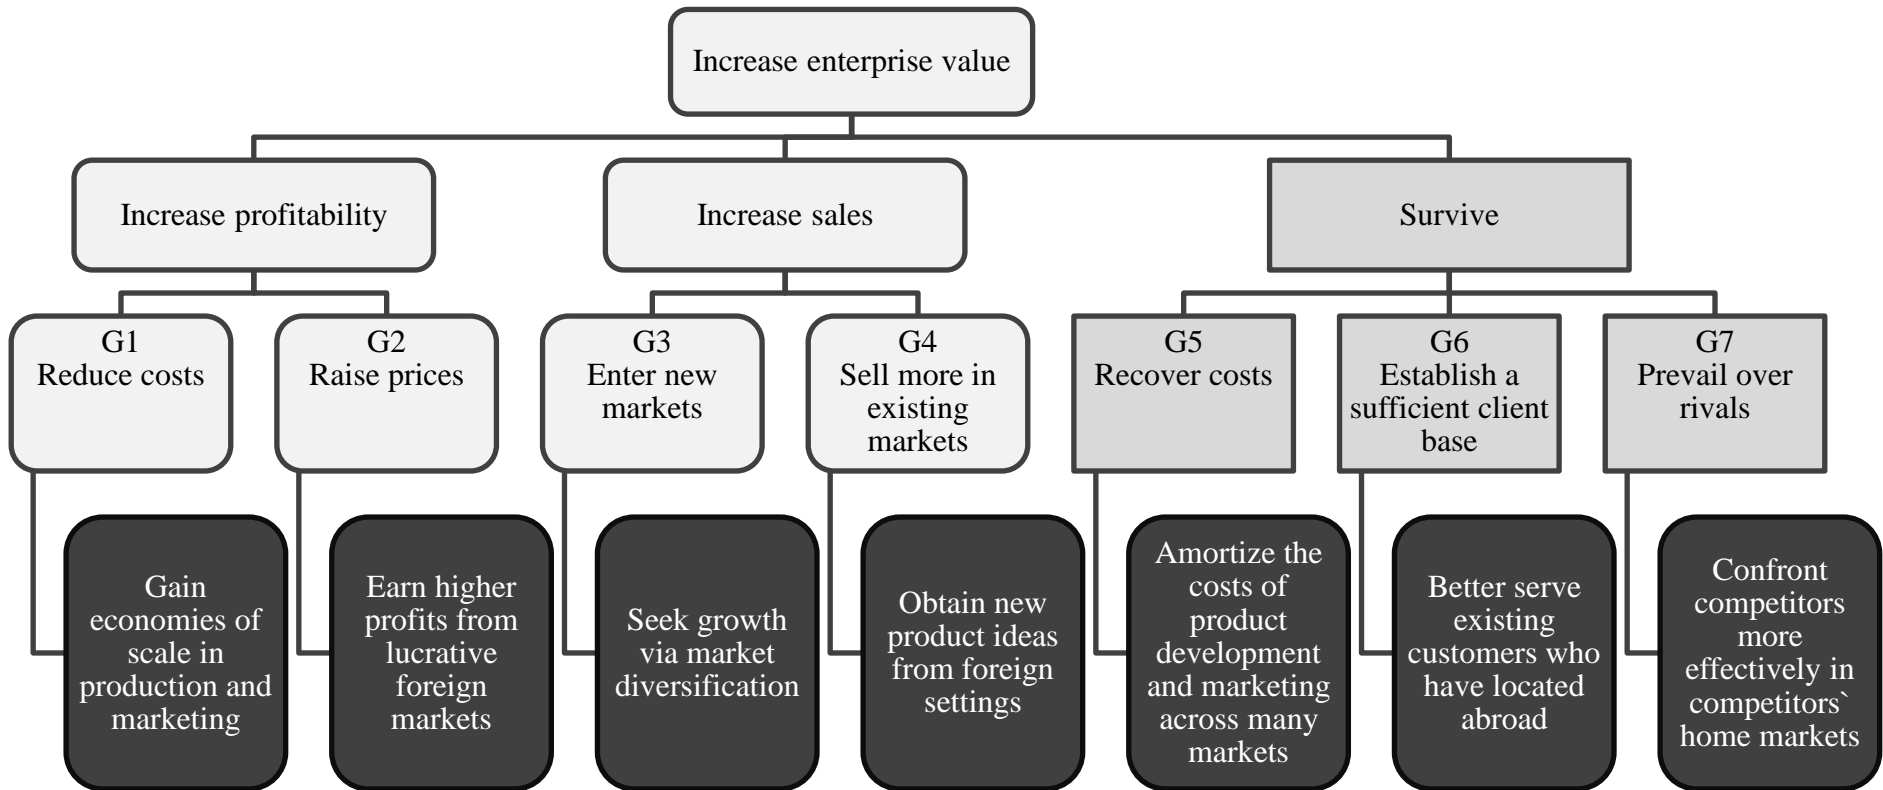 Increase enterprise value
Increase profitability
Increase sales
Survive
G1
Reduce costs
G2
Raise prices
G3
Enter new
markets
G4
Sell more in
existing
markets
G5
Recover costs
G6
Establish a
sufficient client
base
G7
Prevail over
rivals
Gain
economies of
scale in
production and
marketing
Earn higher
profits from
lucrative
foreign
markets
Seek growth
via market
diversification
Obtain new
product ideas
from foreign
settings
Amortize the
costs of
product
development
and marketing
across many
markets
Better serve
existing
customers who
have located
abroad
Confront
competitors
more
effectively in
competitors`
home markets